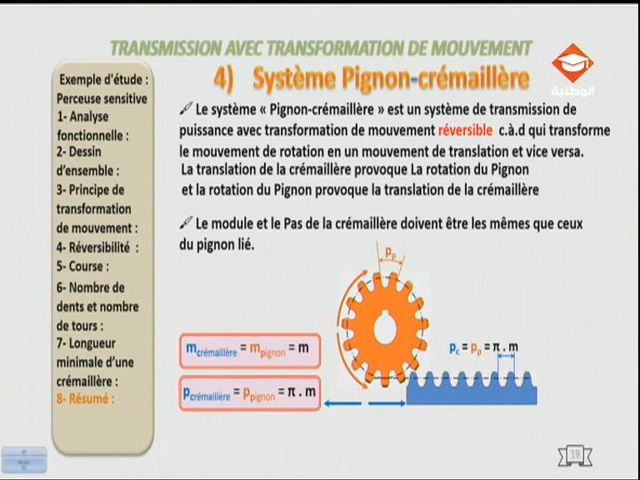 TRANSMISSION AVEC TRANSFORMATION DE MOUVEMENT
4) Système Pignon-crémaillère
الوطنية
Exemple d'étude :
Perceuse sensitive
1- Analyse
fonctionnelle :
2- Dessin
d'ensemble :
3- Principe de
transformation
de mouvement :
4- Réversibilité :
5- Course :
6- Nombre de
dents et nombre
de tours :
7- Longueur
minimale d'une
crémaillère :
8- Résumé :
Le système « Pignon-crémaillère » est un système de transmission de
puissance avec transformation de mouvement réversible c.à.d qui transforme
le mouvement de rotation en un mouvement de translation et vice versa.
La translation de la crémaillère provoque La rotation du Pignon
et la rotation du Pignon provoque la translation de la crémaillère
Le module et le Pas de la crémaillère doivent être les mêmes que ceux
du pignon lié.
Pp
m crémaillère = m pignon = m
p crémaillère = p pignon = π . m
pc = pp = π . m
19